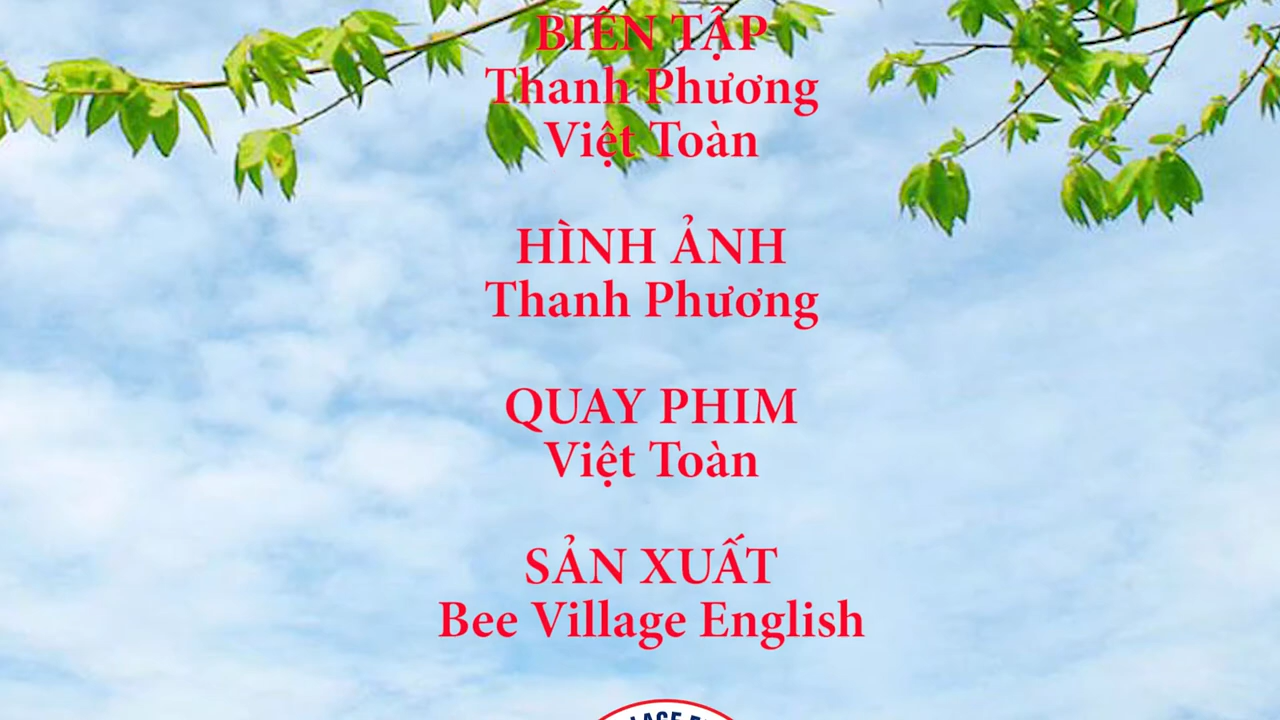 BIÊN TẬP
Thanh Phương
Việt Toàn
HÌNH ẢNH
Thanh Phương
QUAY PHIM
Việt Toàn
SẢN XUẤT
Bee Village English